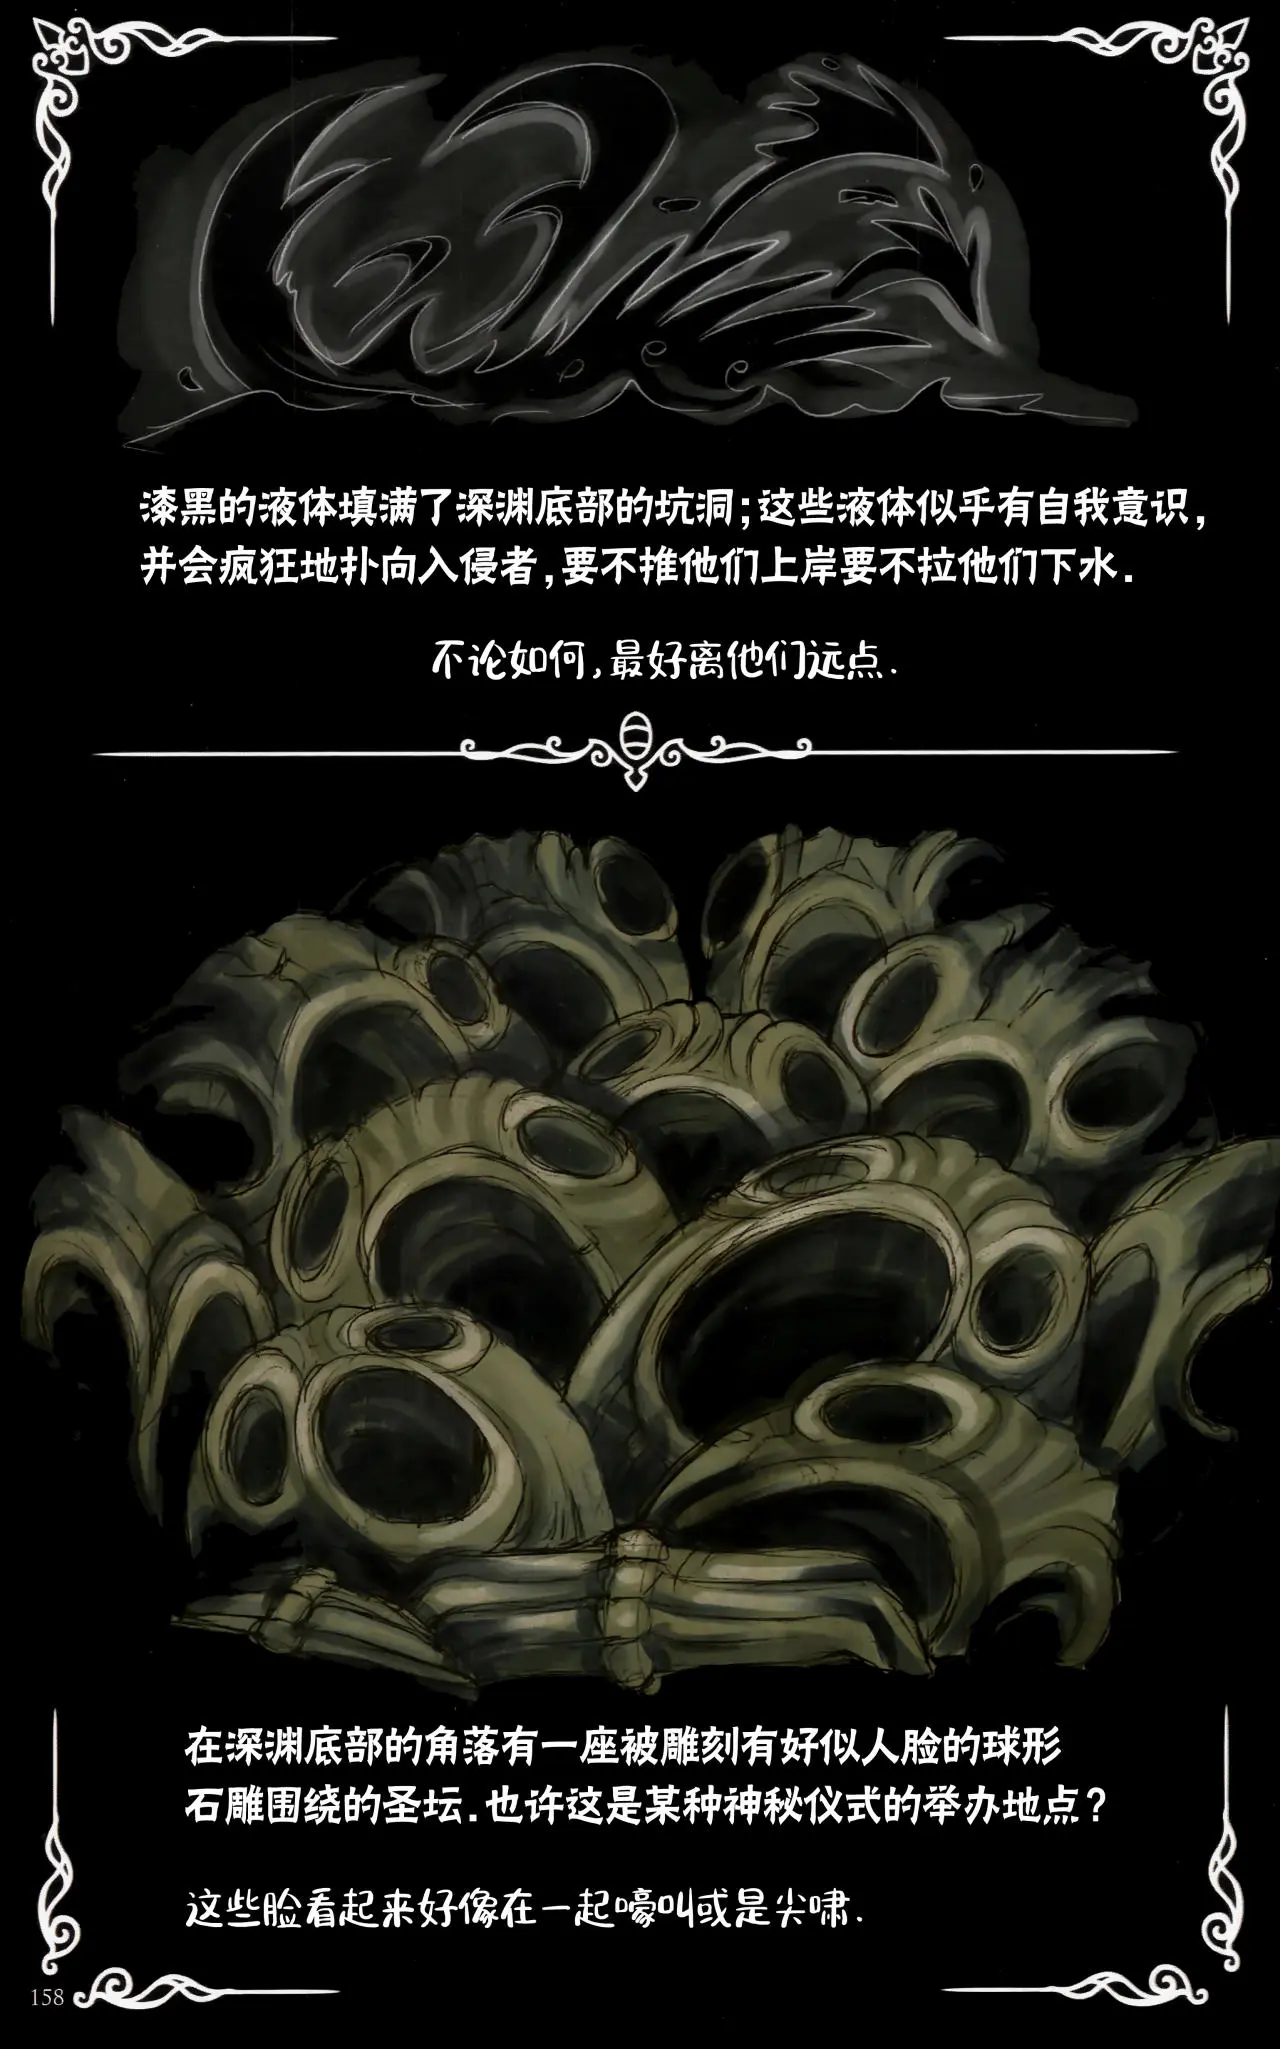 漆黑的液体填满了深渊底部的坑洞;这些液体似乎有自我意识,
并会疯狂地扑向入侵者,要不推他们上岸要不拉他们下水.
不论如何,最好离他们远点.
在深渊底部的角落有一座被雕刻有好似人脸的球形
石雕围绕的圣坛.也许这是某种神秘仪式的举办地点?
这些脸看起来好像在一起嚎叫或是尖啸.
158